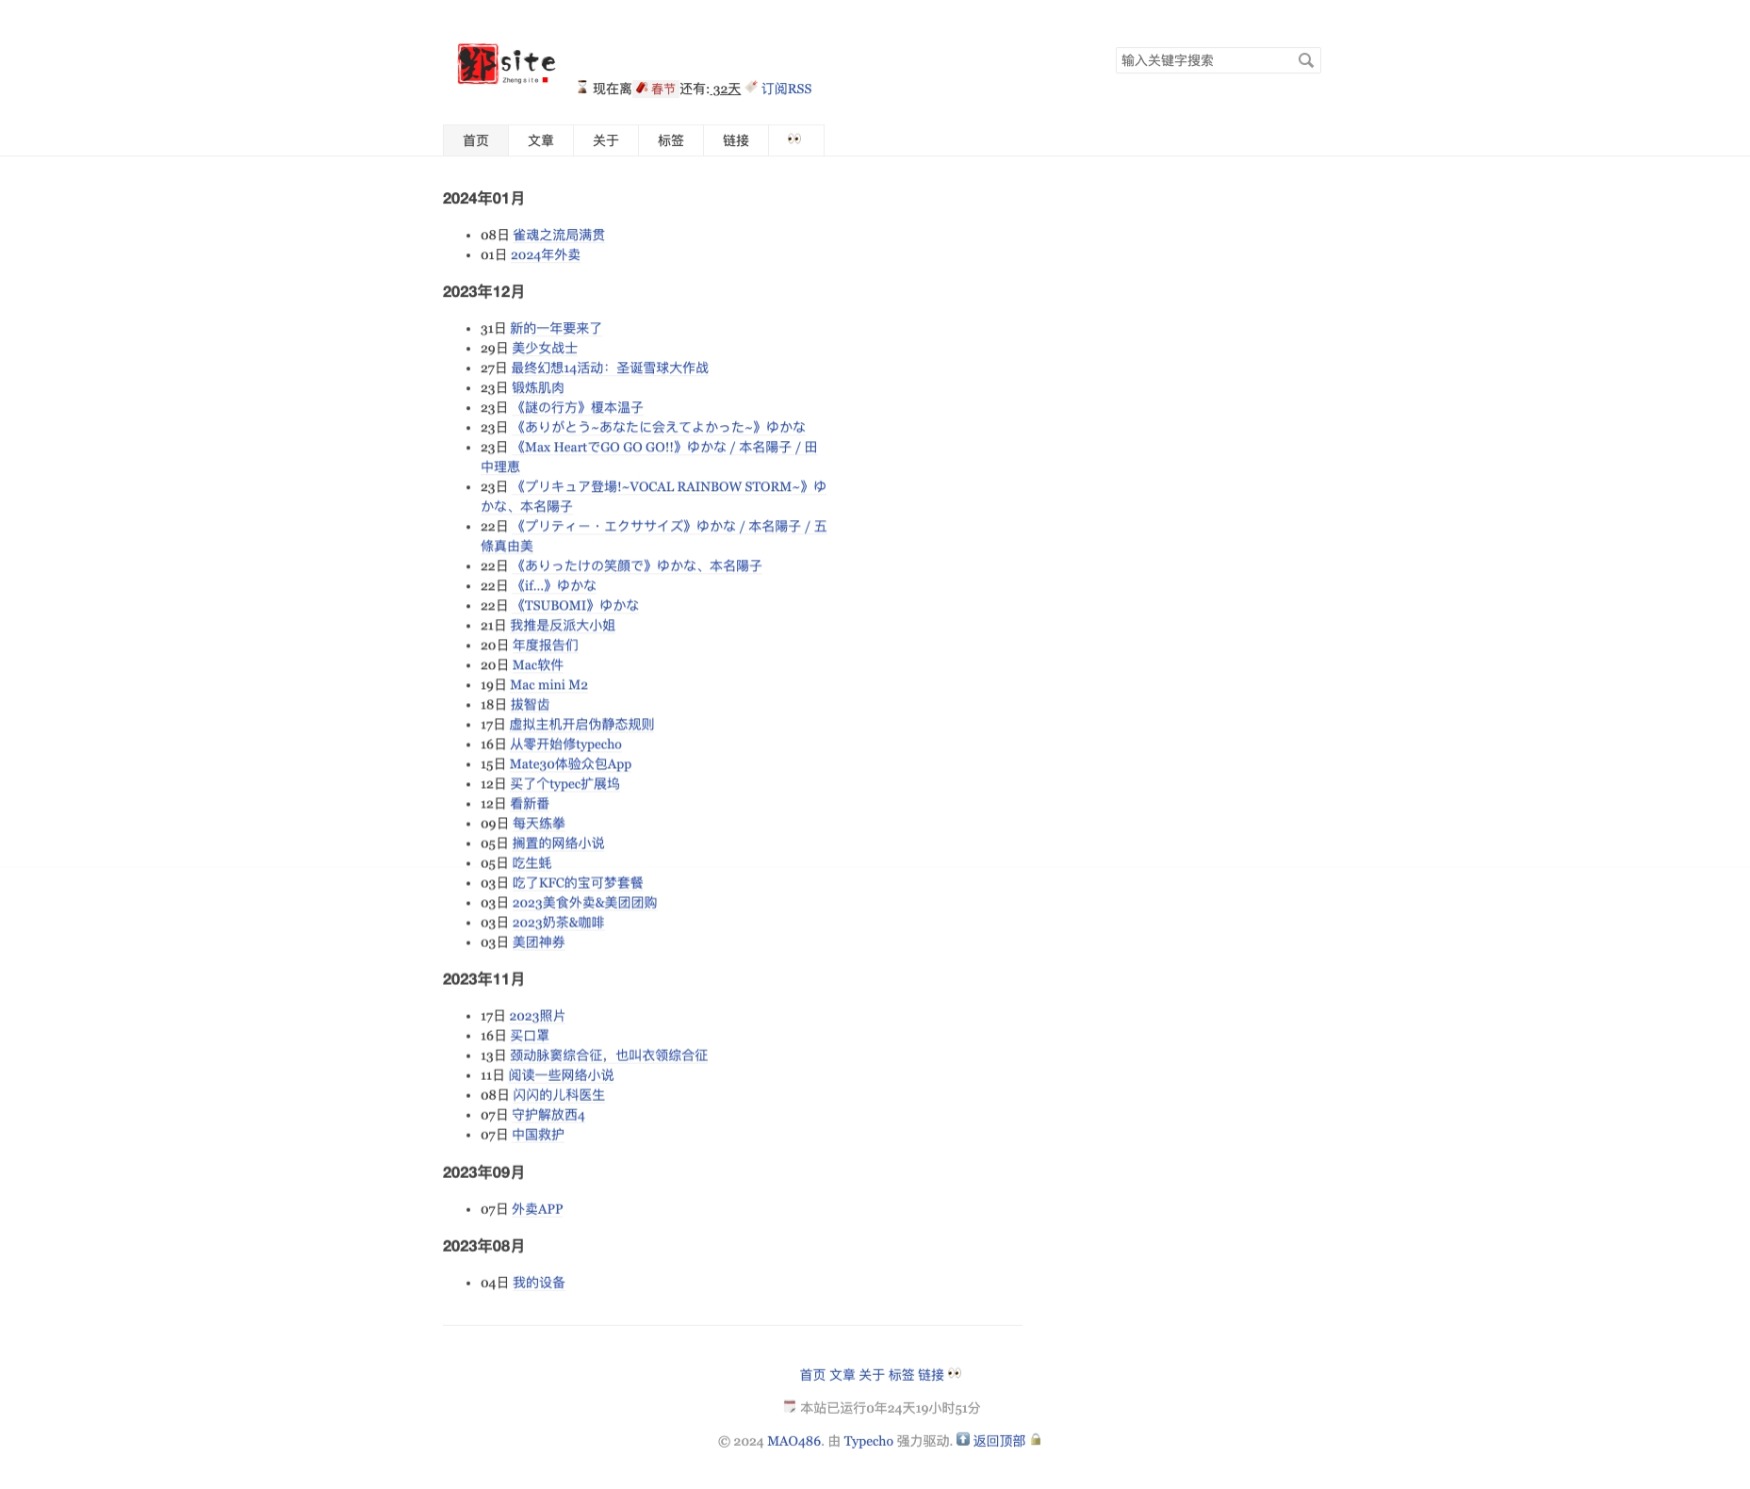 郑site
Zhengsite
输入关键字搜索
⌛ 现在离🧧春节 还有: 32天 订阅RSS
首页 文章 关于 标签 链接 👀
2024年01月
• 08日 雀魂之流局满贯
• 01日 2024年外卖
2023年12月
• 31日 新的一年要来了
• 29日 美少女战士
• 27日 最终幻想14活动：圣诞雪球大作战
• 23日 锻炼肌肉
• 23日 《謎の行方》榎本温子
• 23日 《ありがとう~あなたに会えてよかった~》ゆかな
• 23日 《Max HeartでGO GO GO!!》ゆかな / 本名陽子 / 田
中理恵
• 23日 《プリキュア登場!~VOCAL RAINBOW STORM~》ゆ
かな、本名陽子
• 22日 《プリティー・エクササイズ》ゆかな / 本名陽子 / 五
條真由美
• 22日 《ありったけの笑顔で》ゆかな、本名陽子
• 22日 《if...》ゆかな
• 22日 《TSUBOMI》ゆかな
• 21日 我推是反派大小姐
• 20日 年度报告们
• 20日 Mac软件
• 19日 Mac mini M2
• 18日 拔智齿
• 17日 虚拟主机开启伪静态规则
• 16日 从零开始修typecho
• 15日 Mate30体验众包App
• 12日 买了个typec扩展坞
• 12日 看新番
• 09日 每天练拳
• 05日 搁置的网络小说
• 05日 吃生蚝
• 03日 吃了KFC的宝可梦套餐
• 03日 2023美食外卖&美团团购
• 03日 2023奶茶&咖啡
• 03日 美团神券
2023年11月
• 17日 2023照片
• 16日 买口罩
• 13日 颈动脉窦综合征，也叫衣领综合征
• 11日 阅读一些网络小说
• 08日 闪闪的儿科医生
• 07日 守护解放西4
• 07日 中国救护
2023年09月
• 07日 外卖APP
2023年08月
• 04日 我的设备
首页 文章 关于 标签 链接 👀
本站已运行0年24天19小时51分
© 2024 MAO486. 由 Typecho 强力驱动. ⬆️ 返回顶部 🔒